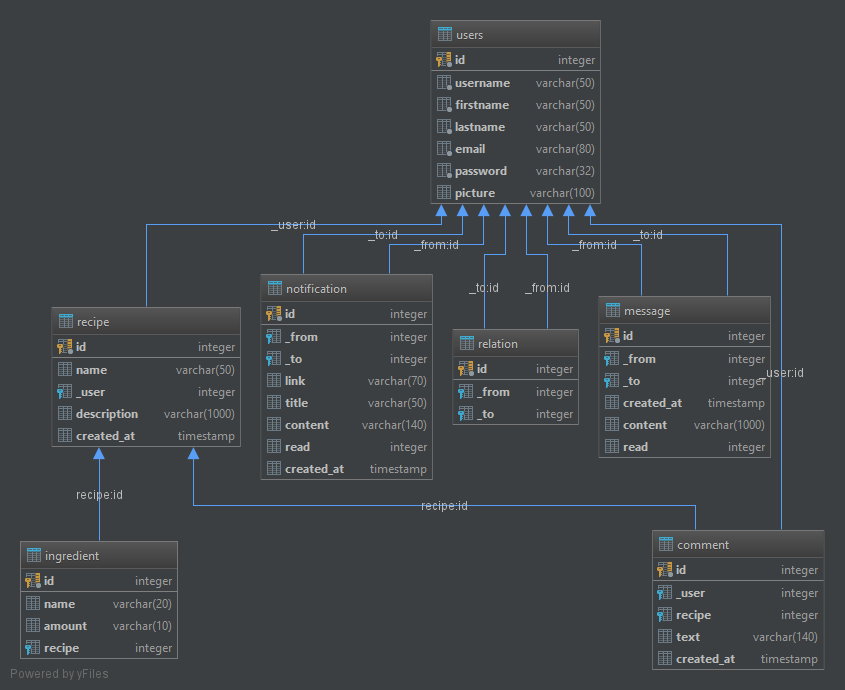 users
id integer
username varchar(50)
firstname varchar(50)
lastname varchar(50)
email varchar(80)
password varchar(32)
picture varchar(100)
_user:id
_to:id
_from:id
_to:id
_from:id
_from:id
_to:id
_user:id
recipe
id integer
name varchar(50)
_user integer
description varchar(1000)
created_at timestamp
notification
id integer
_from integer
_to integer
link varchar(70)
title varchar(50)
content varchar(140)
read integer
created_at timestamp
relation
id integer
_from integer
_to integer
message
id integer
_from integer
_to integer
created_at timestamp
content varchar(1000)
read integer
recipe:id
recipe:id
ingredient
id integer
name varchar(20)
amount varchar(10)
recipe integer
comment
id integer
_user integer
recipe integer
text varchar(140)
created_at timestamp
Powered by yFiles